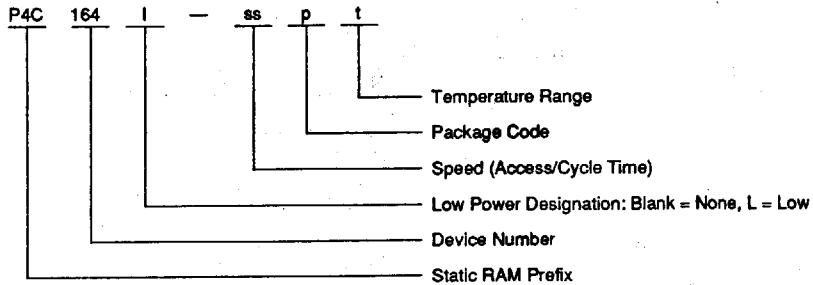 P4C 164 l — ss p t
Temperature Range
Package Code
Speed (Access/Cycle Time)
Low Power Designation: Blank = None, L = Low
Device Number
Static RAM Prefix